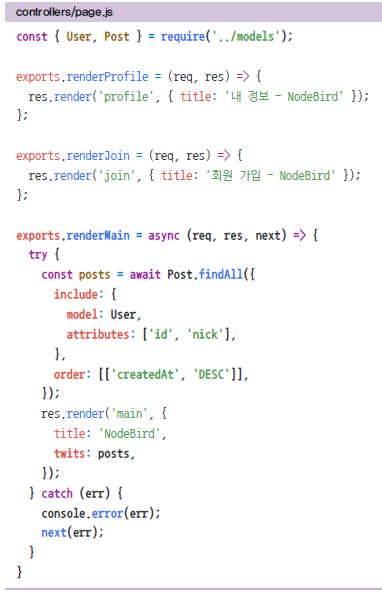 controllers/page.js
const { User, Post } = require('../models');
exports.renderProfile = (req, res) => {
  res.render('profile', { title: '내 정보 - NodeBird' });
};
exports.renderJoin = (req, res) => {
  res.render('join', { title: '회원 가입 - NodeBird' });
};
exports.renderMain = async (req, res, next) => {
  try {
    const posts = await Post.findAll({
      include: {
        model: User,
        attributes: ['id', 'nick'],
      },
      order: [['createdAt', 'DESC']],
    });
    res.render('main', {
      title: 'NodeBird',
      twits: posts,
    });
  } catch (err) {
    console.error(err);
    next(err);
  }
}